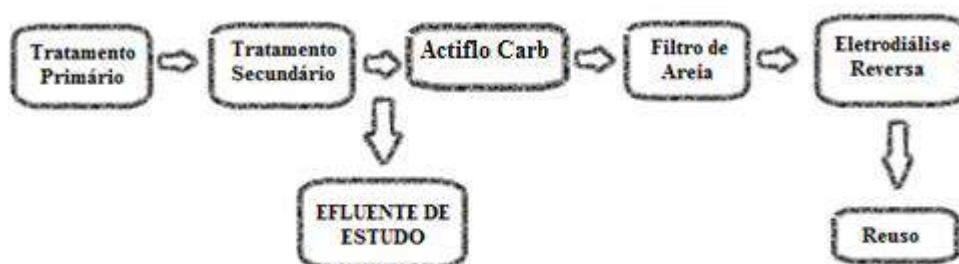 Tratamento
Primário
Tratamento
Secundário
Actiflo Carb
Filtro de
Areia
Eletrodiálise
Reversa
EFLUENTE DE
ESTUDO
Reuso